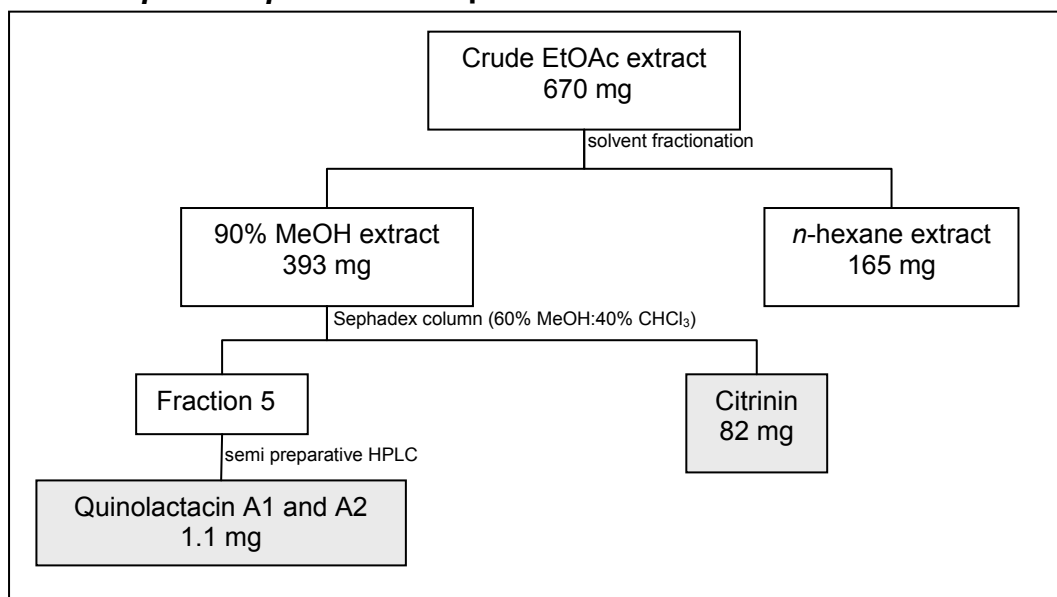 Crude EtOAc extract
670 mg
solvent fractionation
90% MeOH extract
393 mg
n-hexane extract
165 mg
Sephadex column (60% MeOH:40% CHCl₃)
Fraction 5
Citrinin
82 mg
semi preparative HPLC
Quinolactacin A1 and A2
1.1 mg